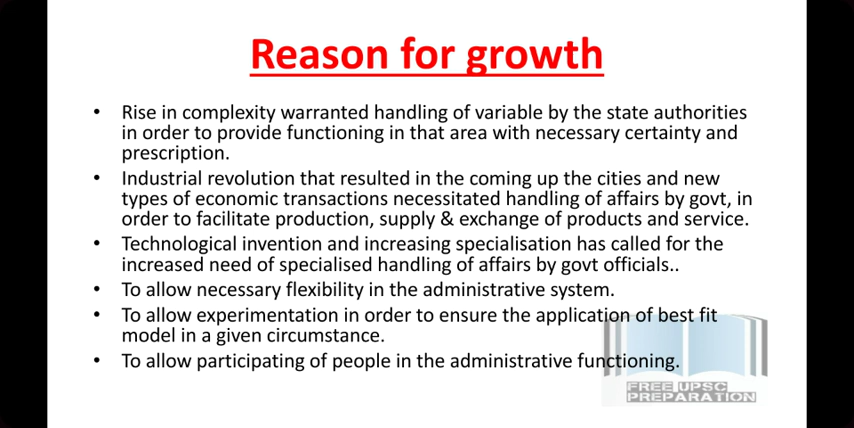 Reason for growth
• Rise in complexity warranted handling of variable by the state authorities
in order to provide functioning in that area with necessary certainty and
prescription.
• Industrial revolution that resulted in the coming up the cities and new
types of economic transactions necessitated handling of affairs by govt, in
order to facilitate production, supply & exchange of products and service.
• Technological invention and increasing specialisation has called for the
increased need of specialised handling of affairs by govt officials..
• To allow necessary flexibility in the administrative system.
• To allow experimentation in order to ensure the application of best fit
model in a given circumstance.
• To allow participating of people in the administrative functioning.
FREE UPSC
PREPARATION